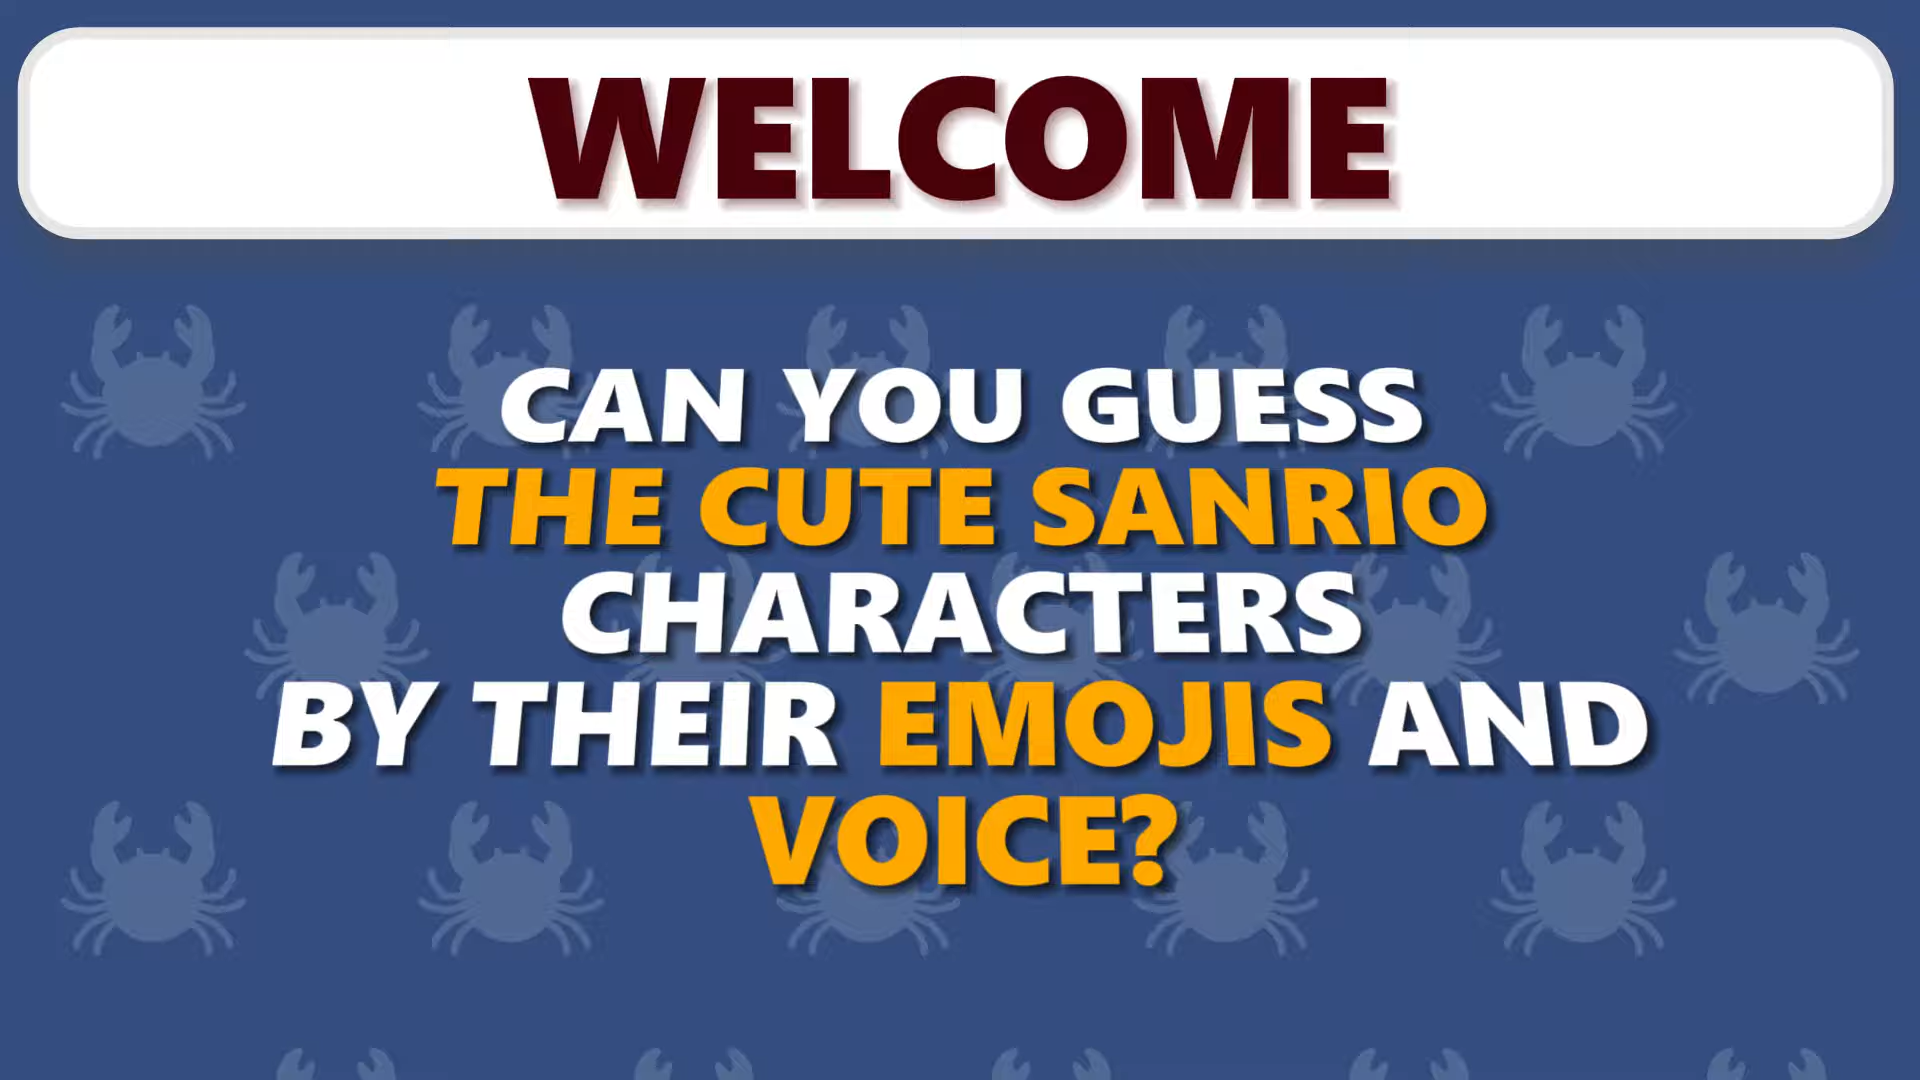 WELCOME
CAN YOU GUESS
THE CUTE SANRIO
CHARACTERS
BY THEIR EMOJIS AND
VOICE?